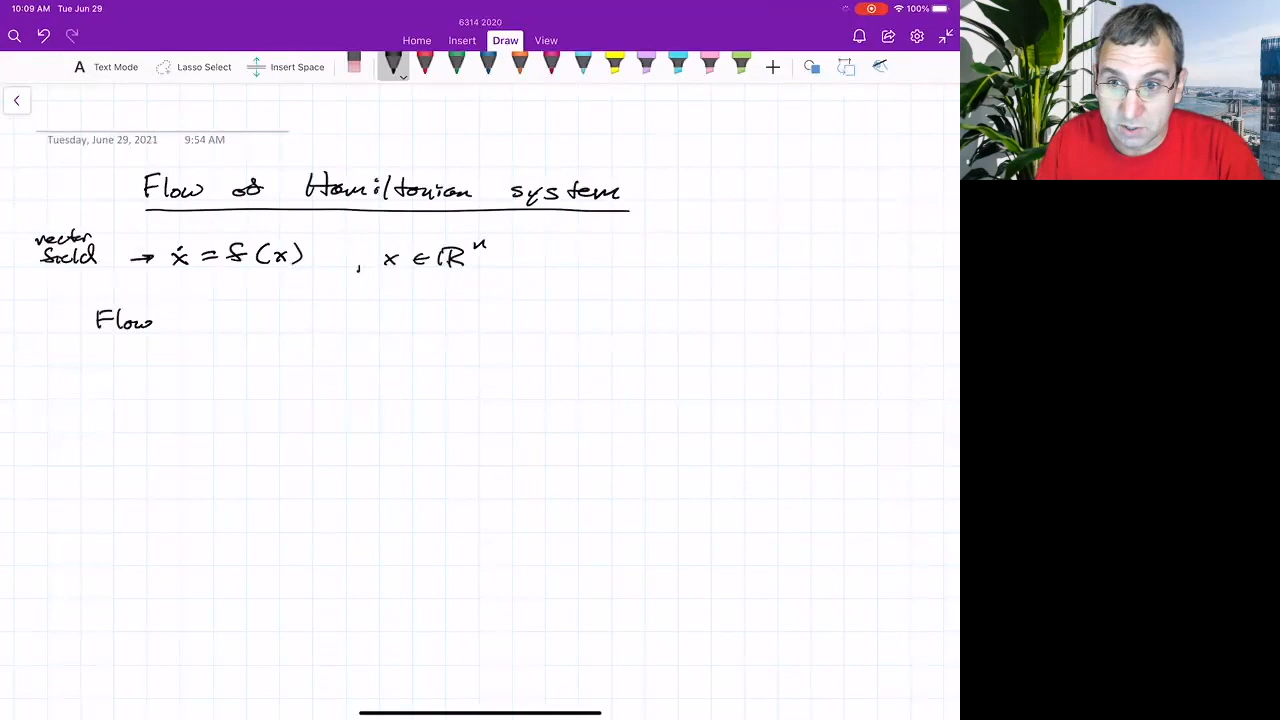 10:09 AM Tue Jun 29
100%
6314 2020
Home Insert Draw View
Text Mode Lasso Select Insert Space
Tuesday, June 29, 2021 9:54 AM
Flow of Hamiltonian system
vector
field → ẋ = f(x) , x ∈ ℝⁿ
Flow